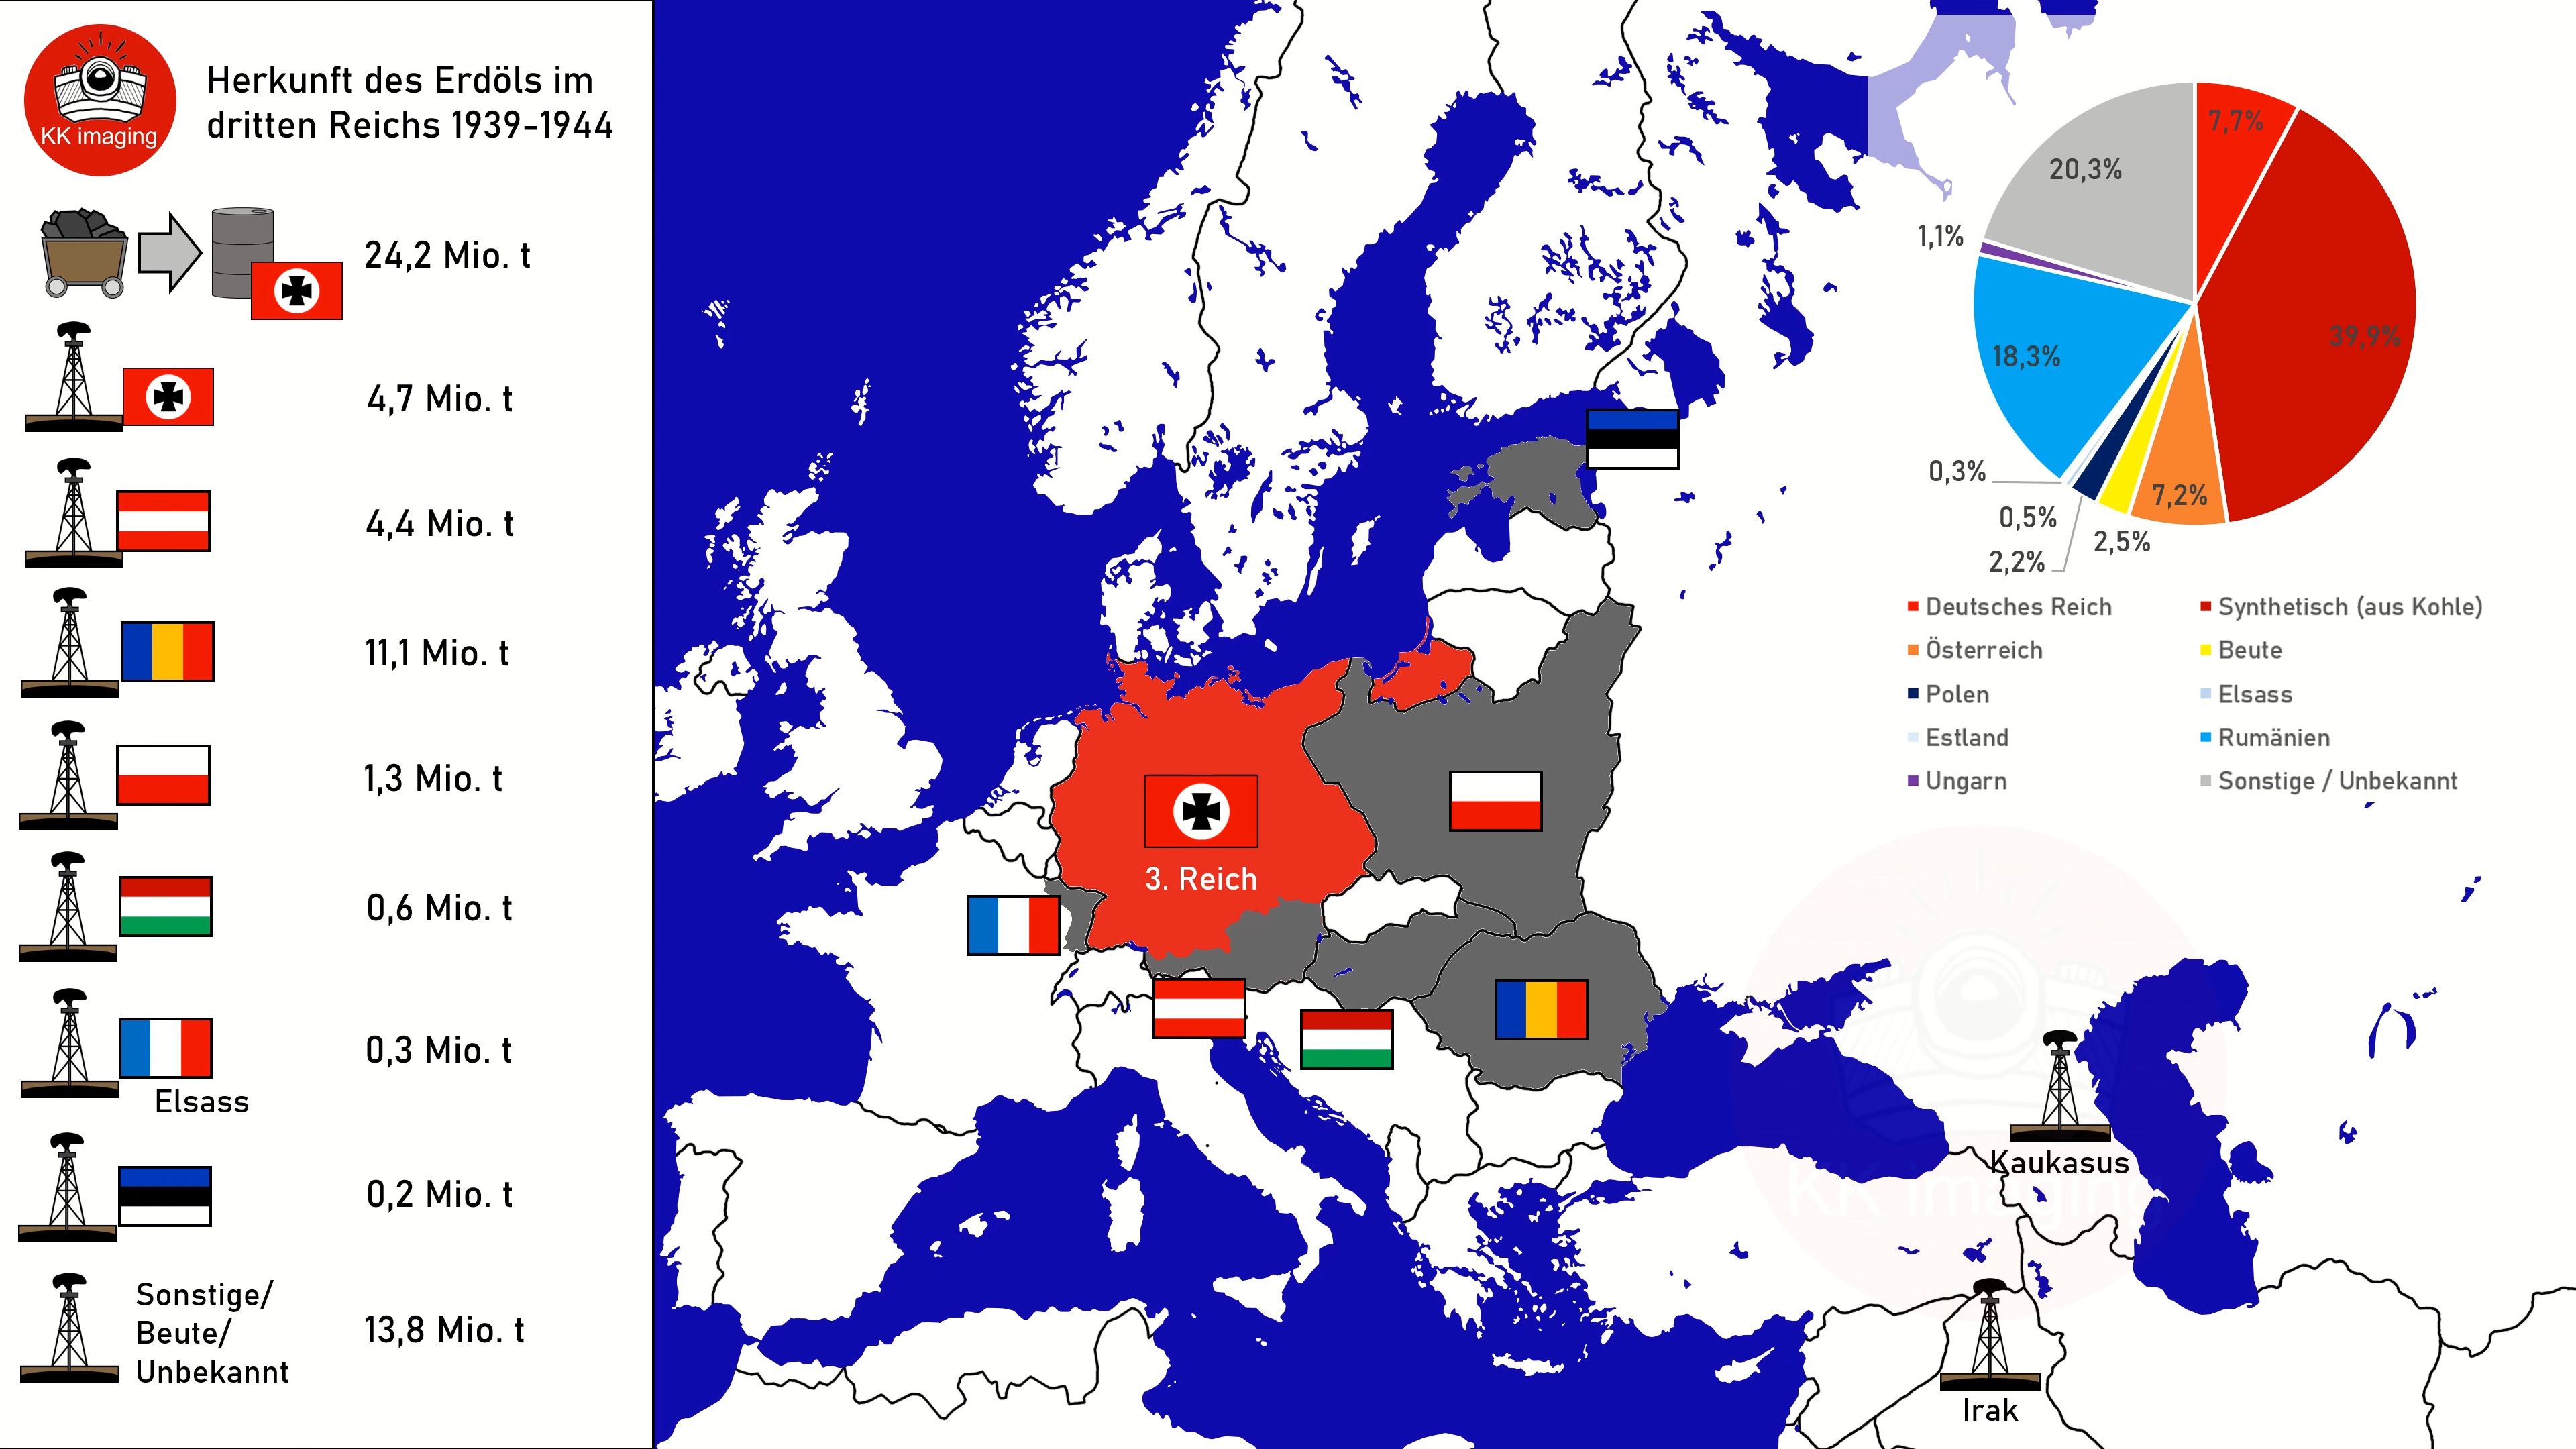 KK imaging
Herkunft des Erdöls im
dritten Reichs 1939-1944
24,2 Mio. t
4,7 Mio. t
4,4 Mio. t
11,1 Mio. t
1,3 Mio. t
0,6 Mio. t
0,3 Mio. t
Elsass
0,2 Mio. t
Sonstige/
Beute/
Unbekannt
13,8 Mio. t
3. Reich
Kaukasus
Irak
KK imaging
7,7%
39,9%
7,2%
2,5%
2,2%
0,5%
0,3%
18,3%
1,1%
20,3%
Deutsches Reich
Synthetisch (aus Kohle)
Österreich
Beute
Polen
Elsass
Estland
Rumänien
Ungarn
Sonstige / Unbekannt